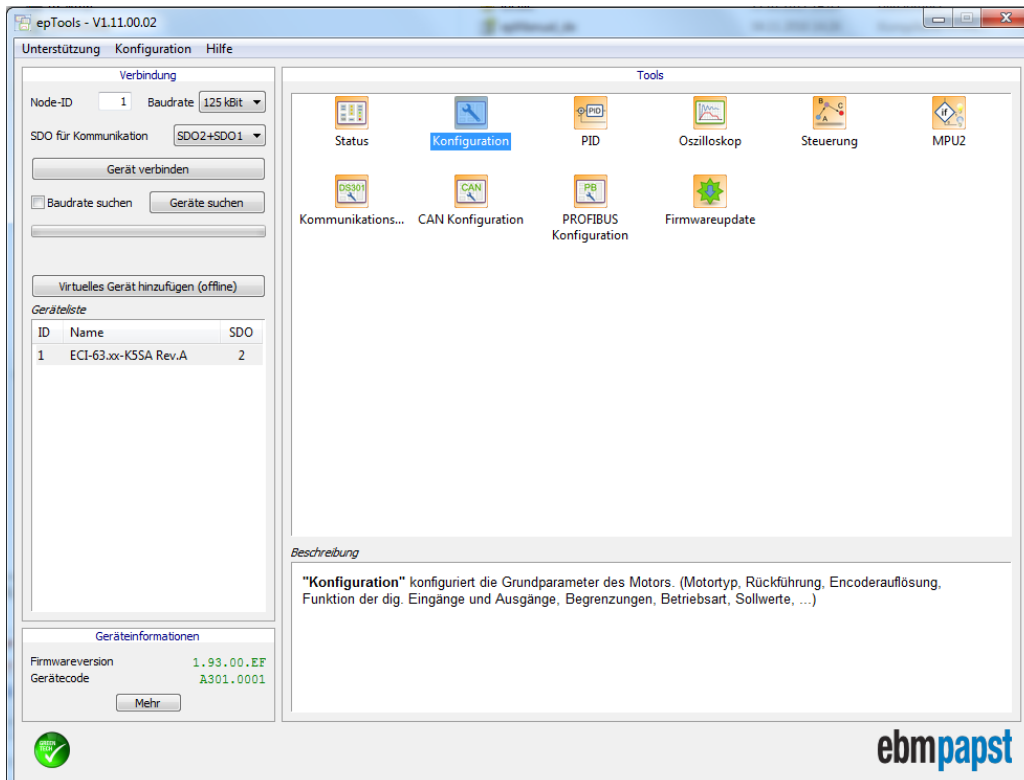 epTools - V1.11.00.02
Unterstützung Konfiguration Hilfe
Verbindung
Node-ID 1 Baudrate 125 kBit
SDO für Kommunikation SDO2+SDO1
Gerät verbinden
Baudrate suchen Geräte suchen
Virtuelles Gerät hinzufügen (offline)
Geräteliste
ID Name SDO
1 ECI-63.xx-K5SA Rev.A 2
Geräteinformationen
Firmwareversion 1.93.00.EF
Gerätecode A301.0001
Mehr
Tools
Status Konfiguration PID Oszilloskop Steuerung MPU2
PID
B C
A
if
DS301 CAN PB
Kommunikations... CAN Konfiguration PROFIBUS Konfiguration Firmwareupdate
Beschreibung
"Konfiguration" konfiguriert die Grundparameter des Motors. (Motortyp, Rückführung, Encoderauflösung,
Funktion der dig. Eingänge und Ausgänge, Begrenzungen, Betriebsart, Sollwerte, ...)
GREEN
TECH
ebmpapst